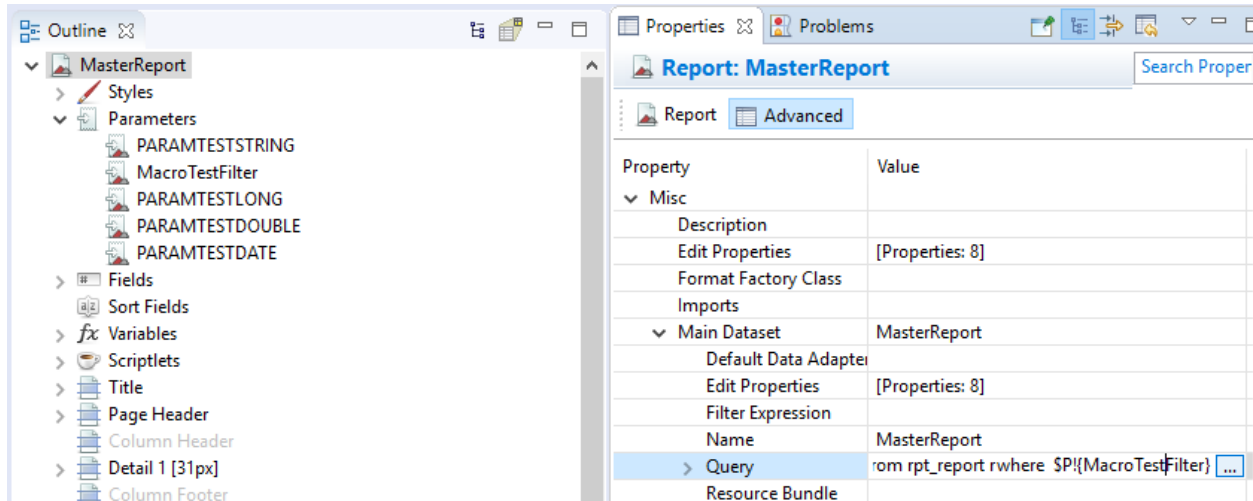 Outline
MasterReport
Styles
Parameters
PARAMTESTSTRING
MacroTestFilter
PARAMTESTLONG
PARAMTESTDOUBLE
PARAMTESTDATE
Fields
Sort Fields
fx Variables
Scriptlets
Title
Page Header
Column Header
Detail 1 [31px]
Column Footer
Properties Problems
Report: MasterReport Search Proper
Report Advanced
Property Value
Misc
Description
Edit Properties [Properties: 8]
Format Factory Class
Imports
Main Dataset MasterReport
Default Data Adapter
Edit Properties [Properties: 8]
Filter Expression
Name MasterReport
Query rom rpt_report rwhere $P!{MacroTestFilter} ...
Resource Bundle